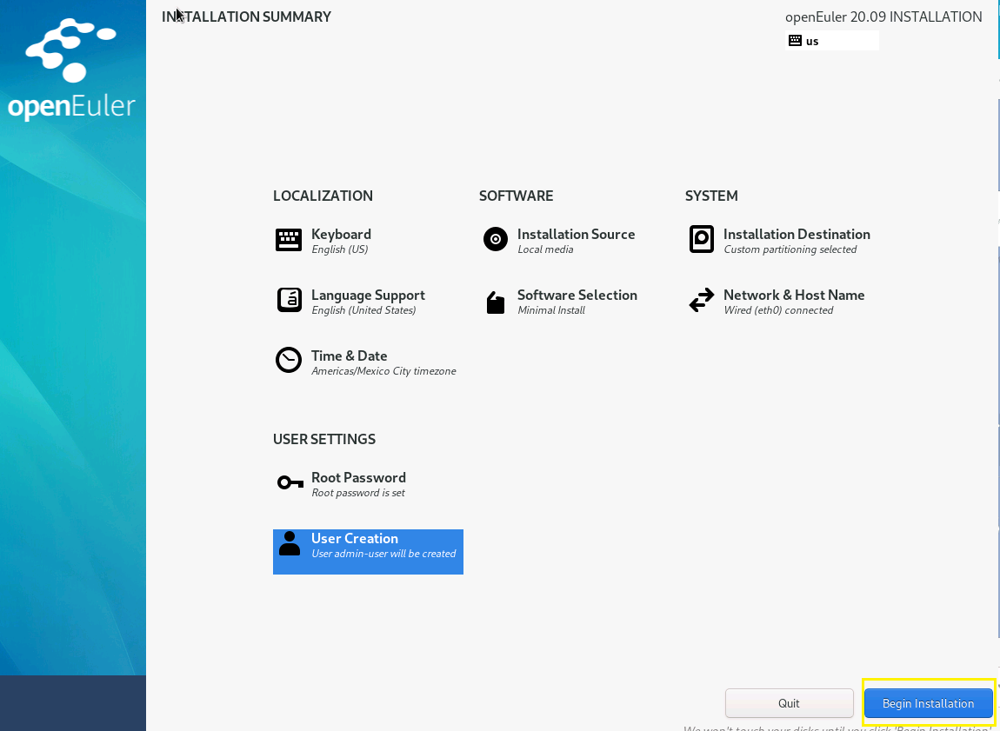 openEuler
INSTALLATION SUMMARY
openEuler 20.09 INSTALLATION
us
LOCALIZATION
Keyboard
English (US)
Language Support
English (United States)
Time & Date
Americas/Mexico City timezone
SOFTWARE
Installation Source
Local media
Software Selection
Minimal Install
SYSTEM
Installation Destination
Custom partitioning selected
Network & Host Name
Wired (eth0) connected
USER SETTINGS
Root Password
Root password is set
User Creation
User admin-user will be created
Quit
Begin Installation
We won't touch your disks until you click 'Begin Installation'.